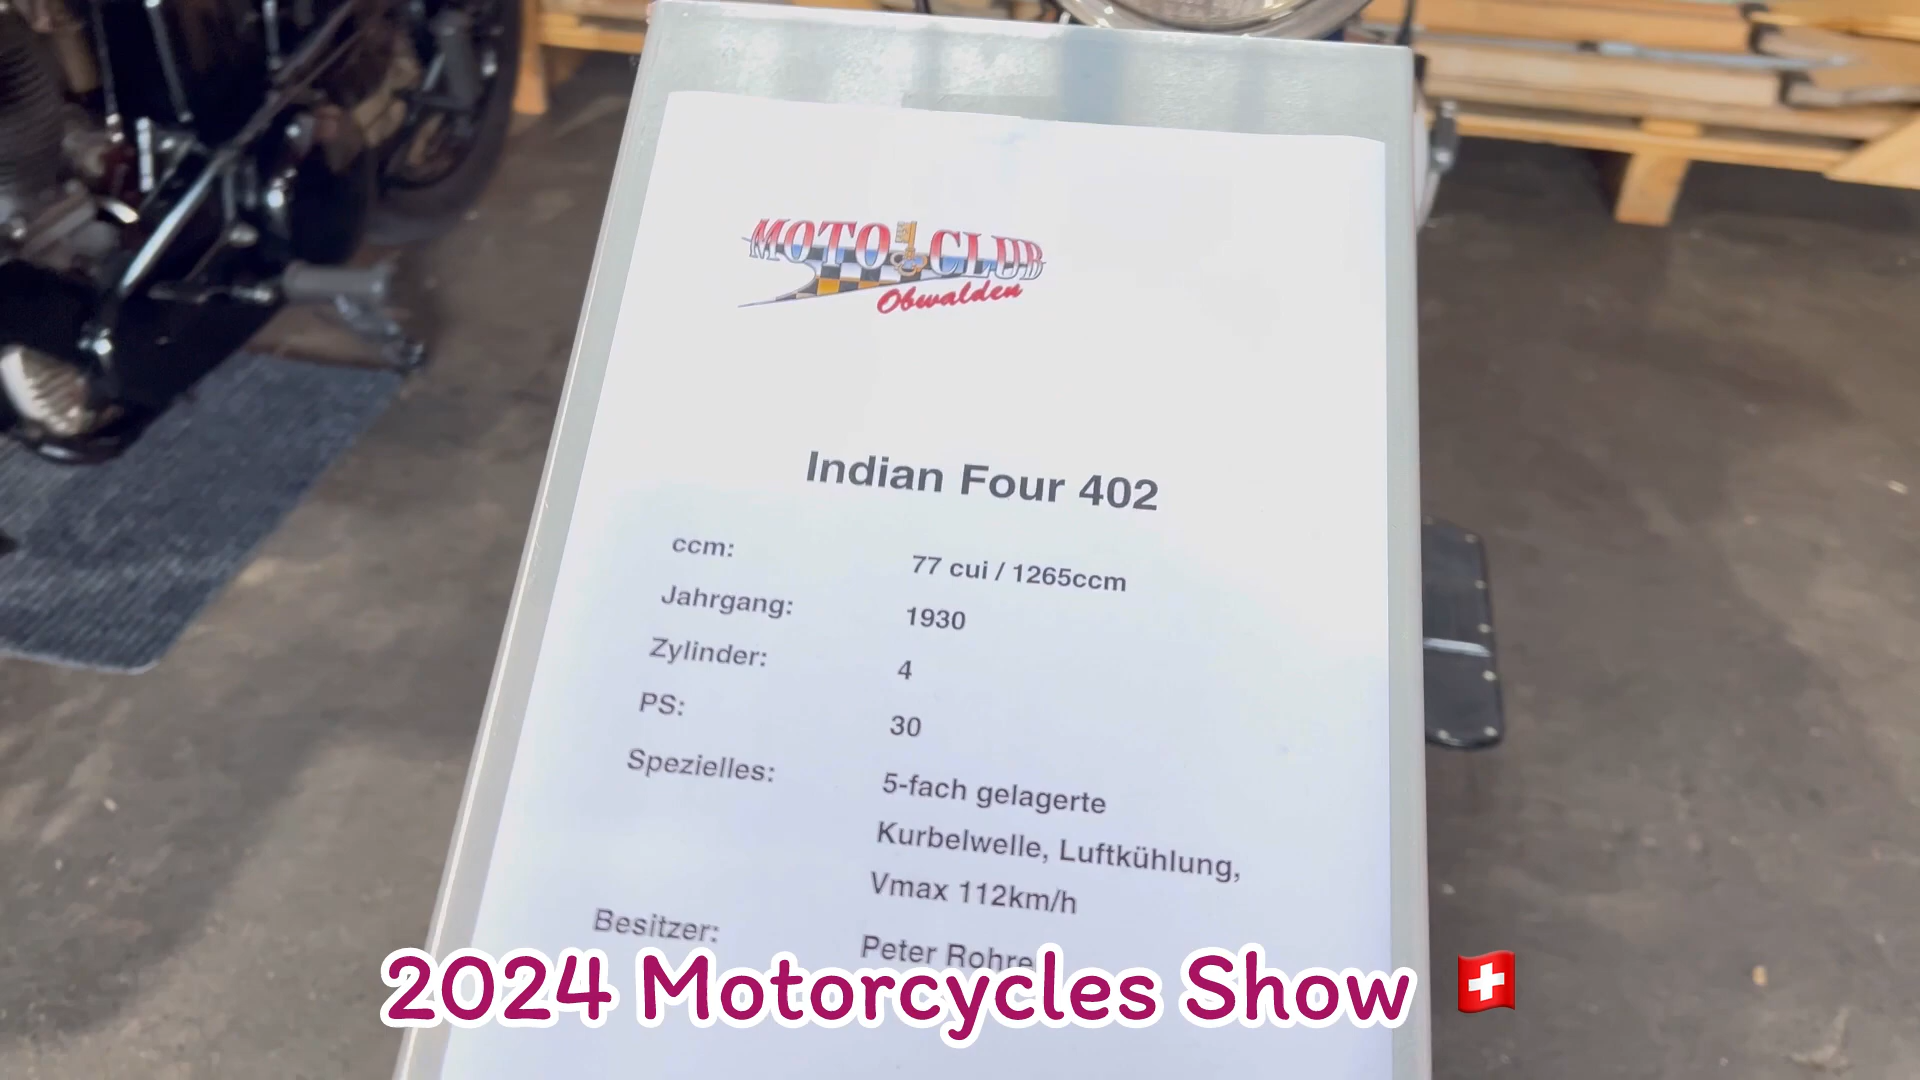 MOTO CLUB
Obwalden
Indian Four 402
ccm: 77 cui / 1265ccm
Jahrgang: 1930
Zylinder: 4
PS: 30
Spezielles: 5-fach gelagerte
Kurbelwelle, Luftkühlung,
Vmax 112km/h
Besitzer: Peter
2024 Motorcycles Show